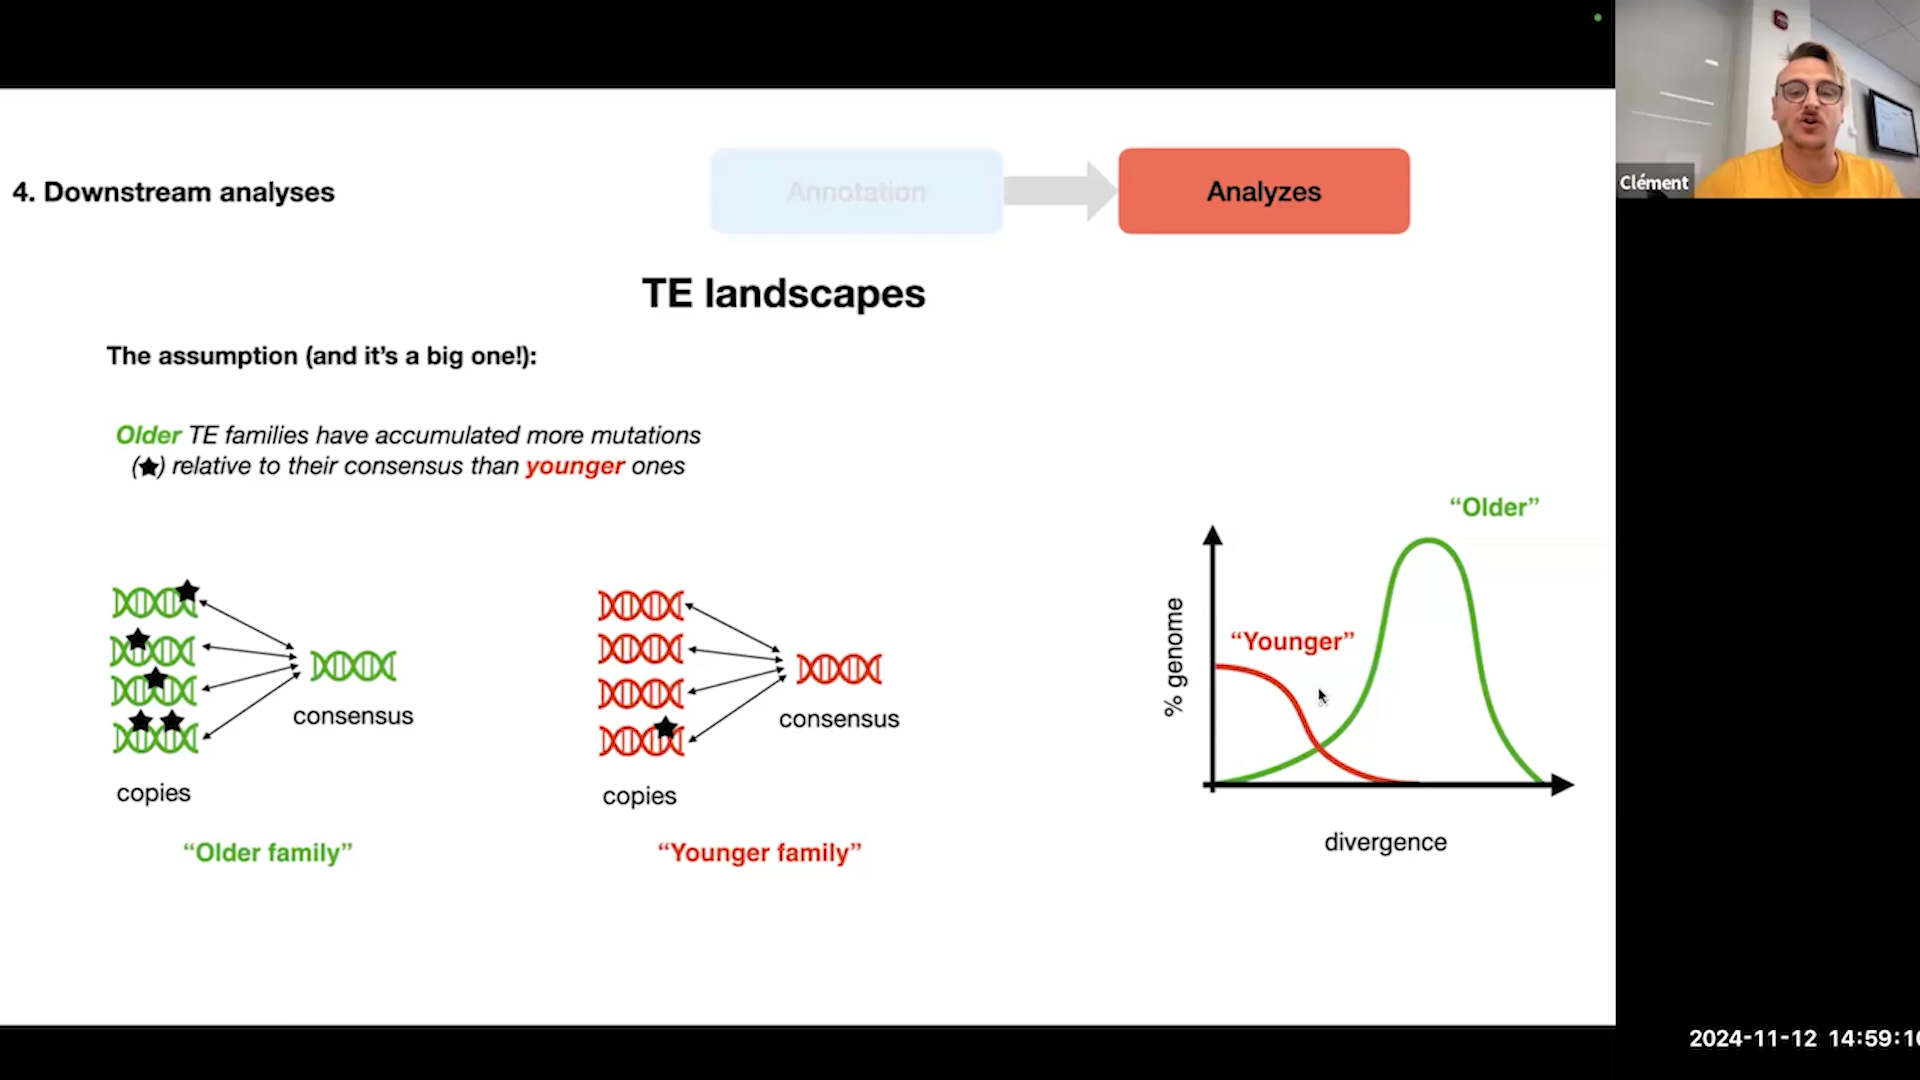 4. Downstream analyses
Annotation
Analyzes
TE landscapes
The assumption (and it's a big one!):
Older TE families have accumulated more mutations
(★) relative to their consensus than younger ones
consensus
copies
“Older family”
consensus
copies
“Younger family”
“Older”
“Younger”
% genome
divergence
Clément
2024-11-12 14:59:10